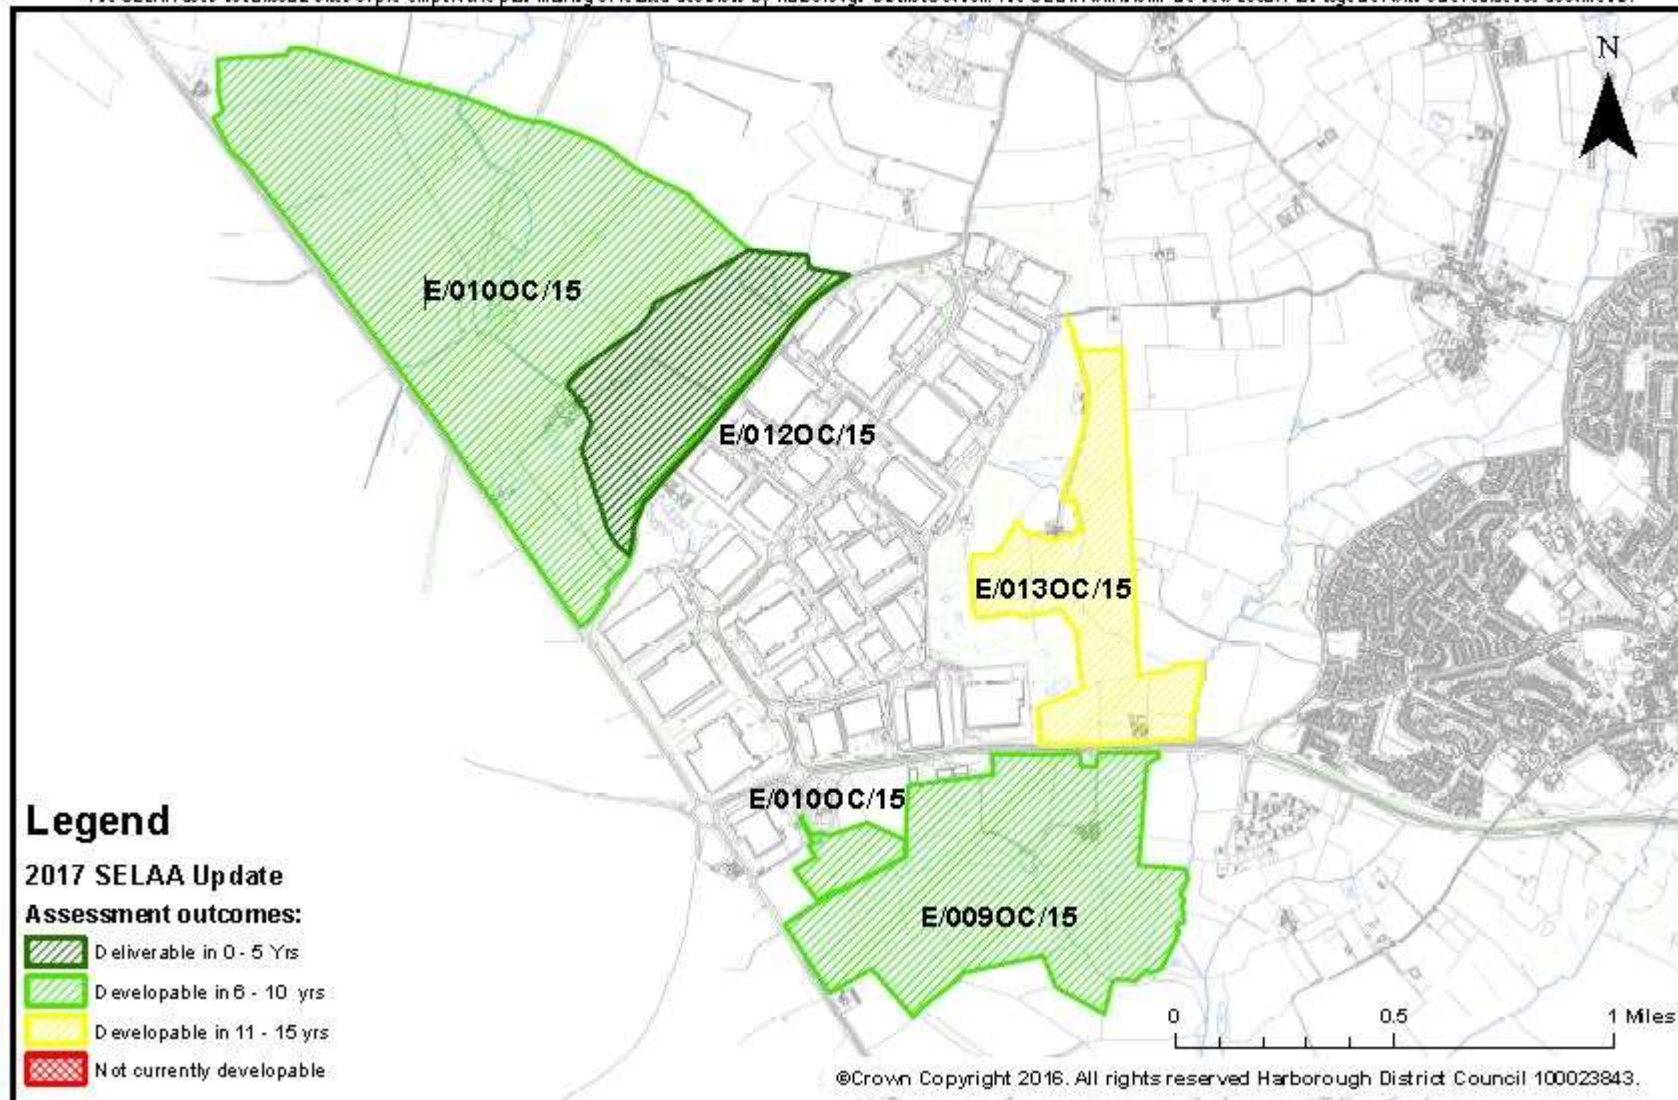 N
E/010OC/15
E/012OC/15
E/013OC/15
E/010OC/15
E/009OC/15
Legend
2017 SELAA Update
Assessment outcomes:
Deliverable in 0 - 5 Yrs
Developable in 6 - 10 yrs
Developable in 11 - 15 yrs
Not currently developable
0 0.5 1 Miles
©Crown Copyright 2016. All rights reserved Harborough District Council 100023843.